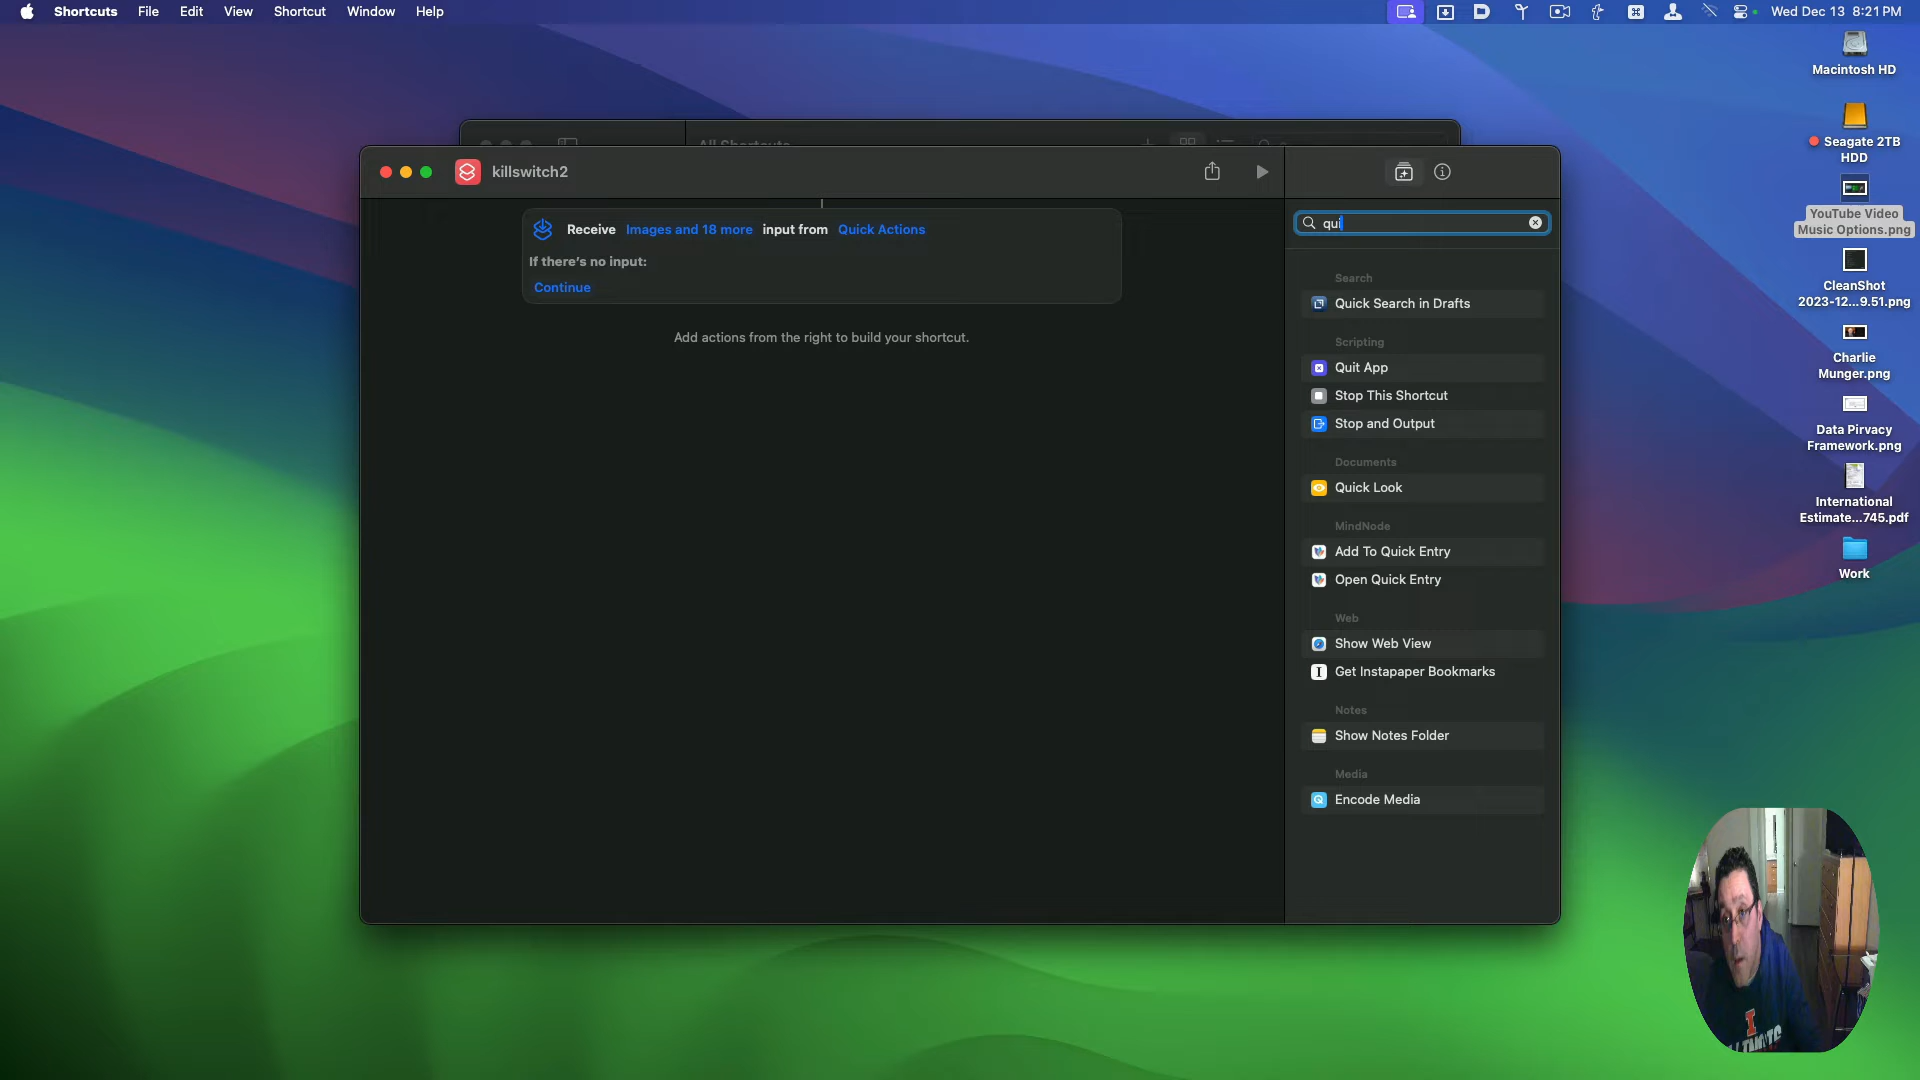 Shortcuts File Edit View Shortcut Window Help
Wed Dec 13 8:21 PM
Macintosh HD
Seagate 2TB
HDD
YouTube Video
Music Options.png
CleanShot
2023-12...9.51.png
Charlie
Munger.png
Data Pirvacy
Framework.png
International
Estimate...745.pdf
Work
All Shortcuts
killswitch2
Receive Images and 18 more input from Quick Actions
If there's no input:
Continue
Add actions from the right to build your shortcut.
qui
Search
Quick Search in Drafts
Scripting
Quit App
Stop This Shortcut
Stop and Output
Documents
Quick Look
MindNode
Add To Quick Entry
Open Quick Entry
Web
Show Web View
Get Instapaper Bookmarks
Notes
Show Notes Folder
Media
Encode Media